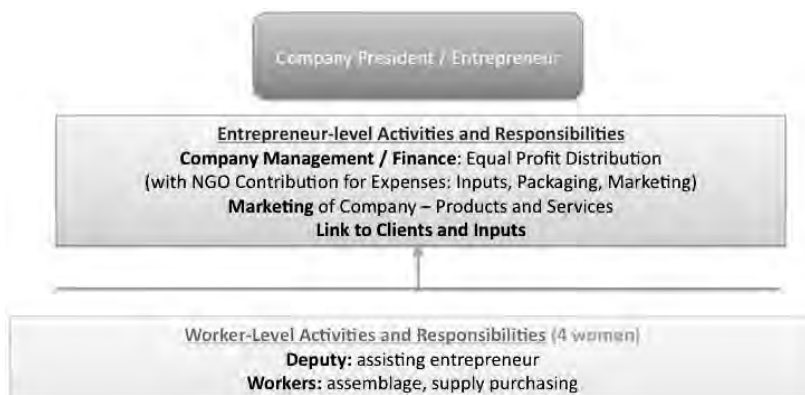 Company President / Entrepreneur
Entrepreneur-level Activities and Responsibilities
Company Management / Finance: Equal Profit Distribution
(with NGO Contribution for Expenses: Inputs, Packaging, Marketing)
Marketing of Company – Products and Services
Link to Clients and Inputs
Worker-Level Activities and Responsibilities (4 women)
Deputy: assisting entrepreneur
Workers: assemblage, supply purchasing